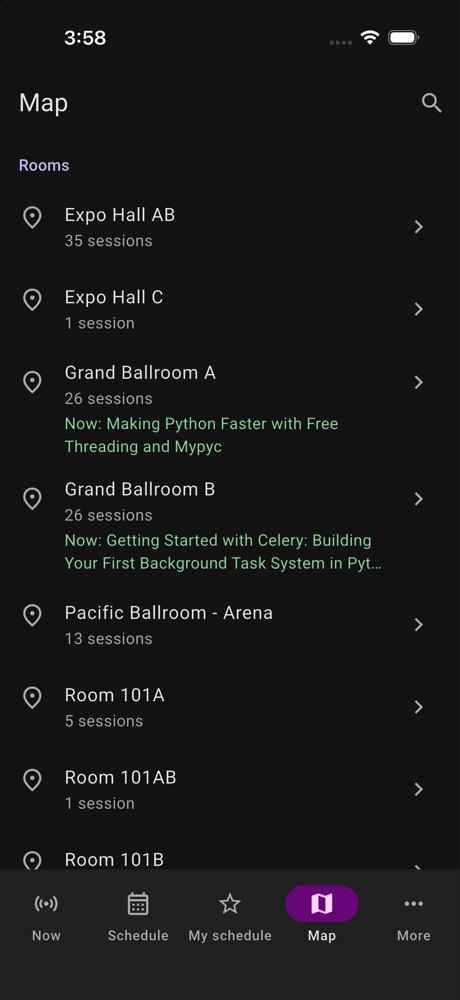 3:58
Map
Rooms
Expo Hall AB
35 sessions
Expo Hall C
1 session
Grand Ballroom A
26 sessions
Now: Making Python Faster with Free
Threading and Mypyc
Grand Ballroom B
26 sessions
Now: Getting Started with Celery: Building
Your First Background Task System in Pyt…
Pacific Ballroom - Arena
13 sessions
Room 101A
5 sessions
Room 101AB
1 session
Room 101B
Now
Schedule
My schedule
Map
More